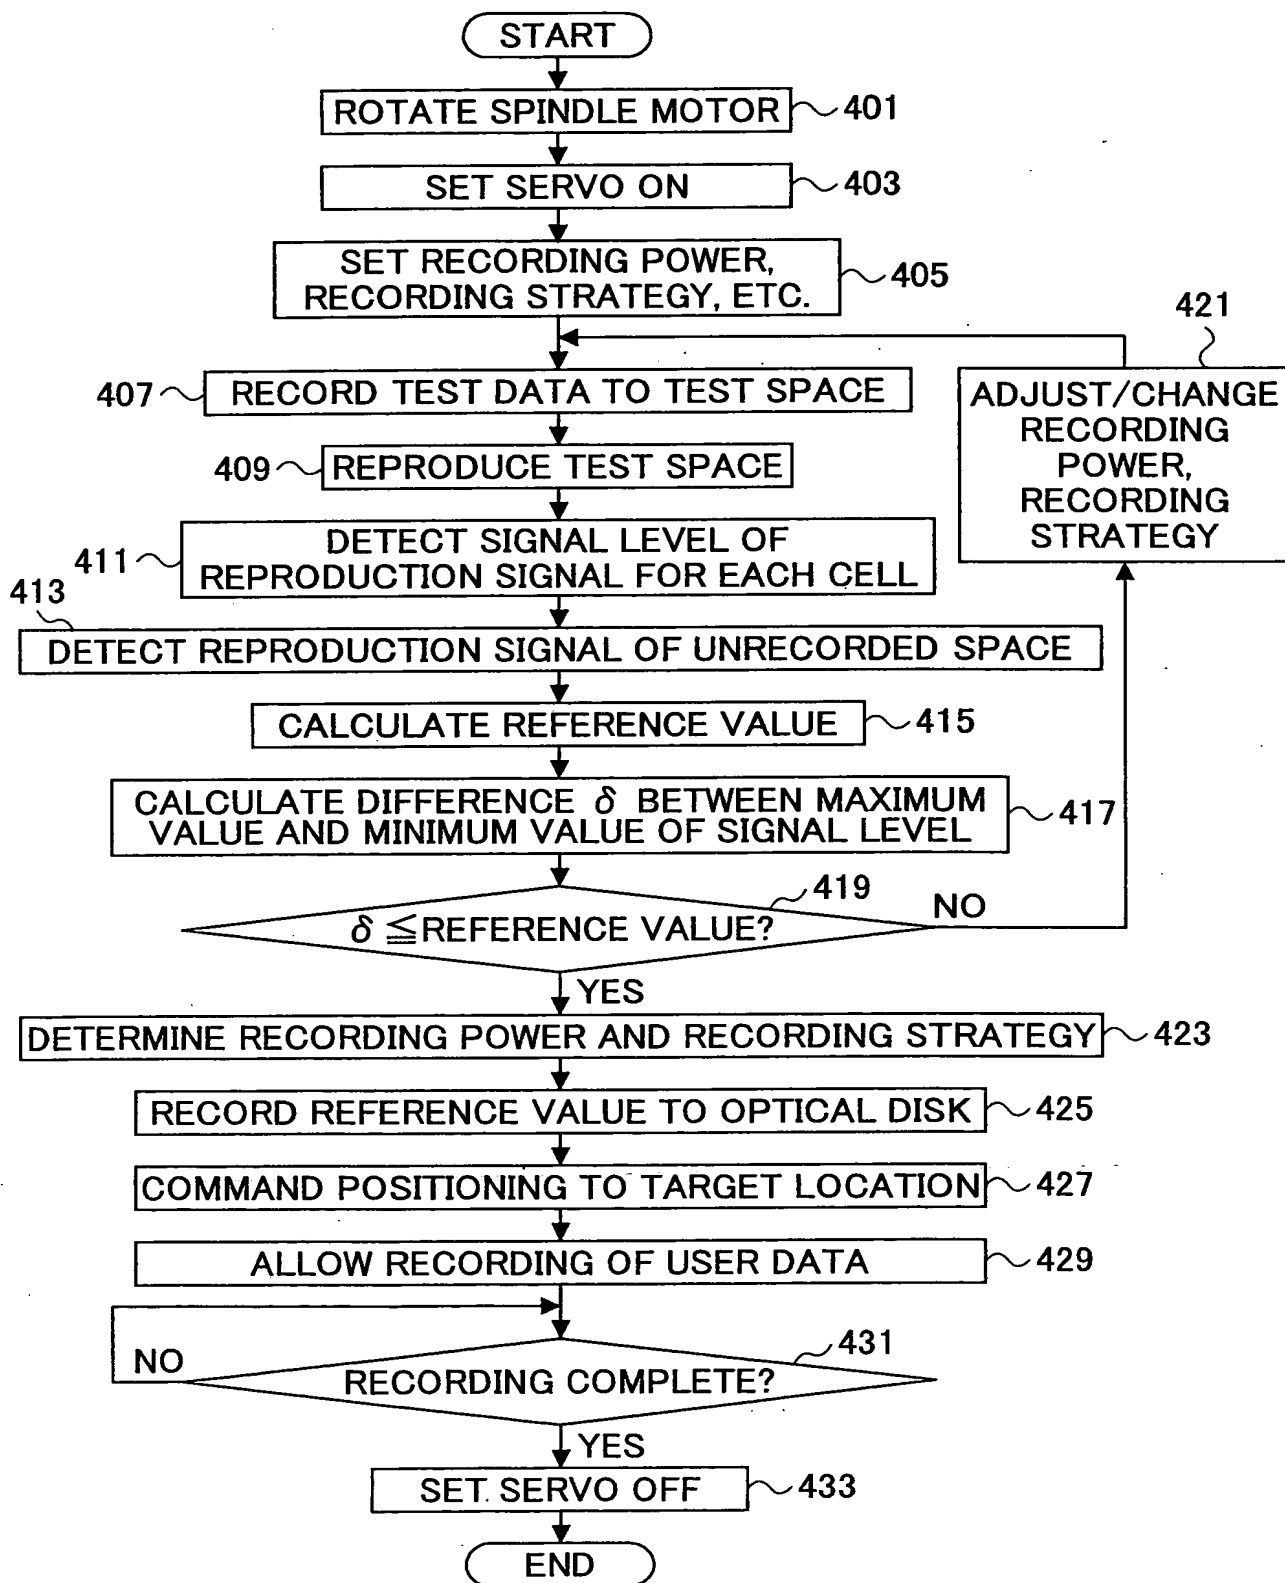 START
ROTATE SPINDLE MOTOR
401
SET SERVO ON
403
SET RECORDING POWER,
RECORDING STRATEGY, ETC.
405
421
ADJUST/CHANGE
RECORDING
POWER,
RECORDING
STRATEGY
407
RECORD TEST DATA TO TEST SPACE
409
REPRODUCE TEST SPACE
411
DETECT SIGNAL LEVEL OF
REPRODUCTION SIGNAL FOR EACH CELL
413
DETECT REPRODUCTION SIGNAL OF UNRECORDED SPACE
CALCULATE REFERENCE VALUE
415
CALCULATE DIFFERENCE δ BETWEEN MAXIMUM
VALUE AND MINIMUM VALUE OF SIGNAL LEVEL
417
419
δ ≦ REFERENCE VALUE?
NO
YES
DETERMINE RECORDING POWER AND RECORDING STRATEGY
423
RECORD REFERENCE VALUE TO OPTICAL DISK
425
COMMAND POSITIONING TO TARGET LOCATION
427
ALLOW RECORDING OF USER DATA
429
431
NO
RECORDING COMPLETE?
YES
SET SERVO OFF
433
END